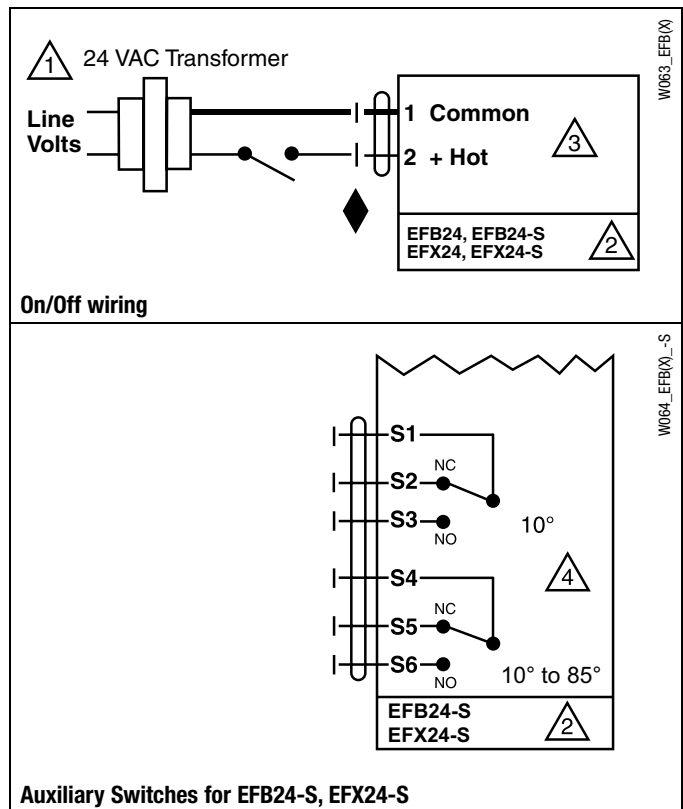 W063_EFB(X)
1 24 VAC Transformer
Line
Volts
1 Common
2 + Hot
3
EFB24, EFB24-S
EFX24, EFX24-S
2
On/Off wiring
W064_EFB(X)_-S
S1
S2 NC
S3 NO
10°
S4
4
S5 NC
S6 NO
10° to 85°
EFB24-S
EFX24-S
2
Auxiliary Switches for EFB24-S, EFX24-S